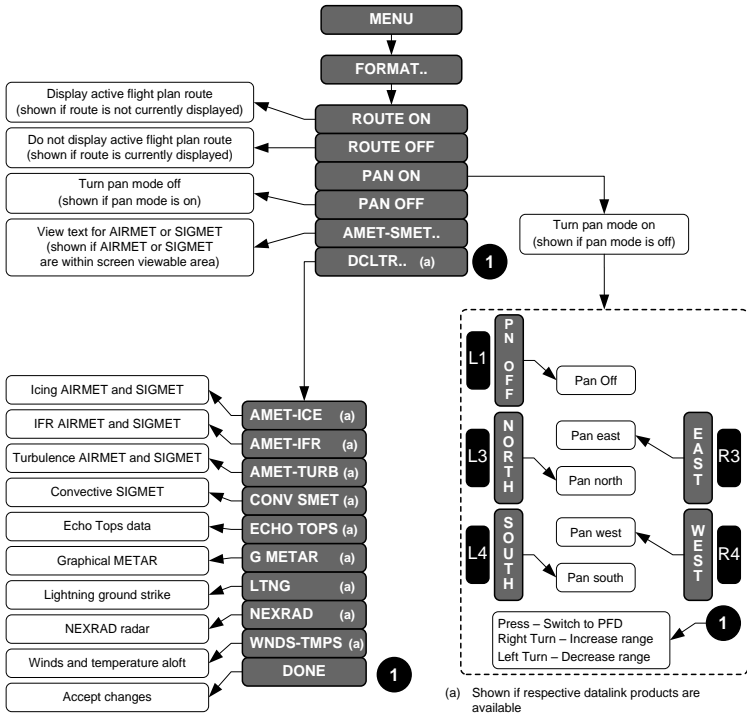 MENU
FORMAT..
Display active flight plan route
(shown if route is not currently displayed)
ROUTE ON
Do not display active flight plan route
(shown if route is currently displayed)
ROUTE OFF
Turn pan mode off
(shown if pan mode is on)
PAN ON
PAN OFF
View text for AIRMET or SIGMET
(shown if AIRMET or SIGMET
are within screen viewable area)
AMET-SMET..
DCLTR.. (a)
1
Turn pan mode on
(shown if pan mode is off)
L1
PN OFF
Pan Off
L3
NORTH
Pan north
Pan east
EAST
R3
L4
SOUTH
Pan south
Pan west
WEST
R4
Press – Switch to PFD
Right Turn – Increase range
Left Turn – Decrease range
1
Icing AIRMET and SIGMET
AMET-ICE (a)
IFR AIRMET and SIGMET
AMET-IFR (a)
Turbulence AIRMET and SIGMET
AMET-TURB (a)
Convective SIGMET
CONV SMET (a)
Echo Tops data
ECHO TOPS (a)
Graphical METAR
G METAR (a)
Lightning ground strike
LTNG (a)
NEXRAD radar
NEXRAD (a)
Winds and temperature aloft
WNDS-TMPS (a)
Accept changes
DONE
1
(a) Shown if respective datalink products are
available